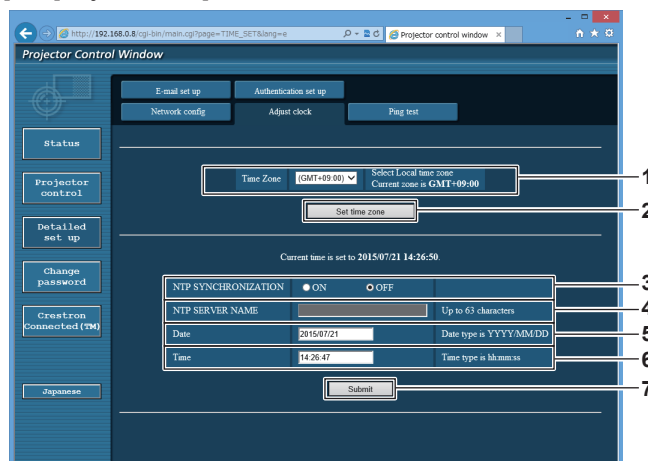 http://192.168.0.8/cgi-bin/main.cgi?page=TIME_SET&lang=e
Projector control window
Projector Control Window
E-mail set up
Authentication set up
Network config
Adjust clock
Ping test
Status
Projector control
Detailed set up
Change password
Crestron Connected(TM)
Japanese
Time Zone
(GMT+09:00)
Select Local time zone
Current zone is GMT+09:00
1
Set time zone
2
Current time is set to 2015/07/21 14:26:50.
NTP SYNCHRONIZATION ON OFF
3
NTP SERVER NAME Up to 63 characters
4
Date 2015/07/21 Date type is YYYY/MM/DD
5
Time 14:26:47 Time type is hh:mm:ss
6
Submit
7